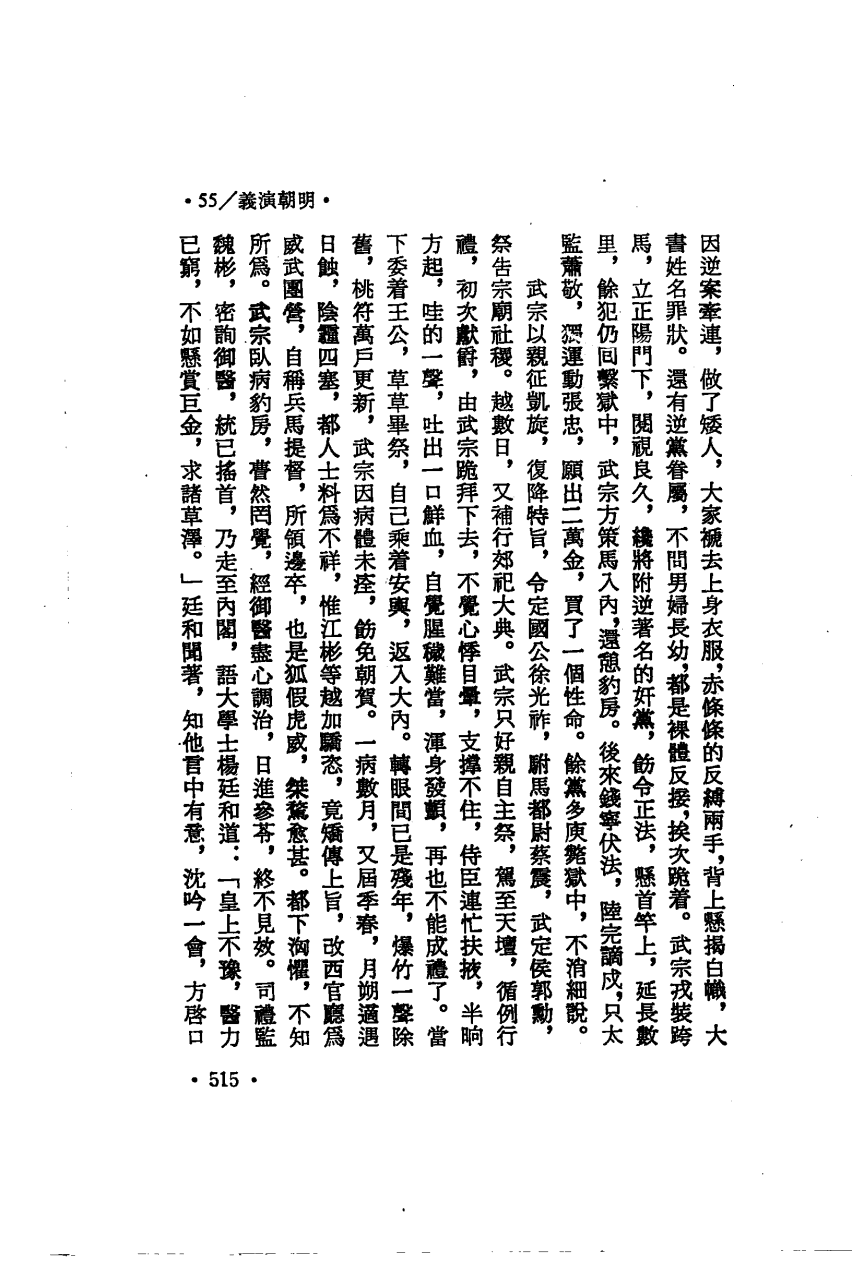 •55/義演朝明•
因逆案牽連，做了矮人，大家褫去上身衣服，赤條條的反縛兩手，背上懸揭白幟，大
書姓名罪狀。還有逆黨眷屬，不問男婦長幼，都是裸體反接，挨次跪着。武宗戎裝跨
馬，立正陽門下，閱視良久，纔將附逆著名的奸黨，飭令正法，懸首竿上，延長數
里，餘犯仍回繫獄中，武宗方策馬入內，還憩豹房。後來錢寧伏法，陸完謫戍，只太
監蕭敬，獨運動張忠，願出二萬金，買了一個性命。餘黨多庾斃獄中，不消細說。
武宗以親征凱旋，復降特旨，令定國公徐光祚，駙馬都尉蔡震，武定侯郭勳，
祭告宗廟社稷。越數日，又補行郊祀大典。武宗只好親自主祭，駕至天壇，循例行
禮，初次獻爵，由武宗跪拜下去，不覺心悸目暈，支撐不住，侍臣連忙扶掖，半晌
方起，哇的一聲，吐出一口鮮血，自覺腥穢難當，渾身發顫，再也不能成禮了。當
下委着王公，草草畢祭，自己乘着安輿，返入大內。轉眼間已是殘年，爆竹一聲除
舊，桃符萬戶更新，武宗因病體未痊，飭免朝賀。一病數月，又屆季春，月朔適遇
日蝕，陰霾四塞，都人士料爲不祥，惟江彬等越加驕恣，竟矯傳上旨，改西官廳爲
威武團營，自稱兵馬提督，所領邊卒，也是狐假虎威，桀驁愈甚。都下洶懼，不知
所爲。武宗臥病豹房，瞢然罔覺，經御醫盡心調治，日進參苓，終不見效。司禮監
魏彬，密詢御醫，統已搖首，乃走至內閣，語大學士楊廷和道：「皇上不豫，醫力
已窮，不如懸賞巨金，求諸草澤。」廷和聞著，知他言中有意，沈吟一會，方啓口
•515•